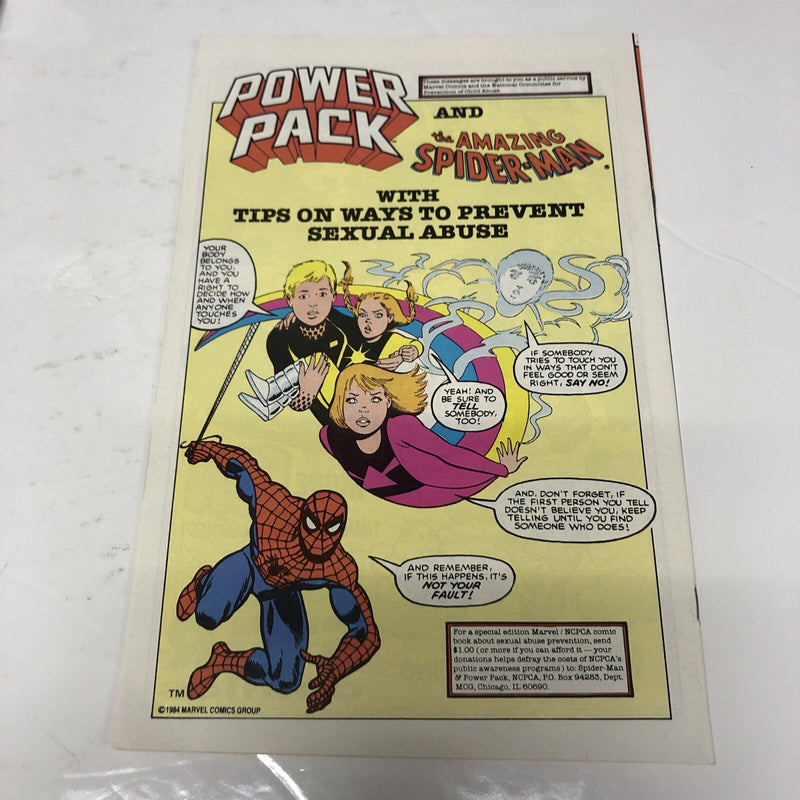 POWER
PACK
These messages are brought to you as a public service by
Marvel Comics and the National Committee for
Prevention of Child Abuse
AND
the AMAZING
SPIDER-MAN
WITH
TIPS ON WAYS TO PREVENT
SEXUAL ABUSE
YOUR
BODY
BELONGS
TO YOU,
AND YOU
HAVE A
RIGHT TO
DECIDE HOW
AND WHEN
ANYONE
TOUCHES
YOU!
IF SOMEBODY
TRIES TO TOUCH YOU
IN WAYS THAT DON'T
FEEL GOOD OR SEEM
RIGHT, SAY NO!
YEAH! AND
BE SURE TO
TELL
SOMEBODY,
TOO!
AND, DON'T FORGET, IF
THE FIRST PERSON YOU TELL
DOESN'T BELIEVE YOU, KEEP
TELLING UNTIL YOU FIND
SOMEONE WHO DOES!
AND REMEMBER,
IF THIS HAPPENS, IT'S
NOT YOUR
FAULT!
For a special edition Marvel/NCPCA comic
book about sexual abuse prevention, send
$1.00 (or more if you can afford it — your
donations helps defray the costs of NCPCA's
public awareness programs) to: Spider-Man
& Power Pack, NCPCA, P.O. Box 94283, Dept.
MCG, Chicago, IL 60690.
TM
© 1984 MARVEL COMICS GROUP